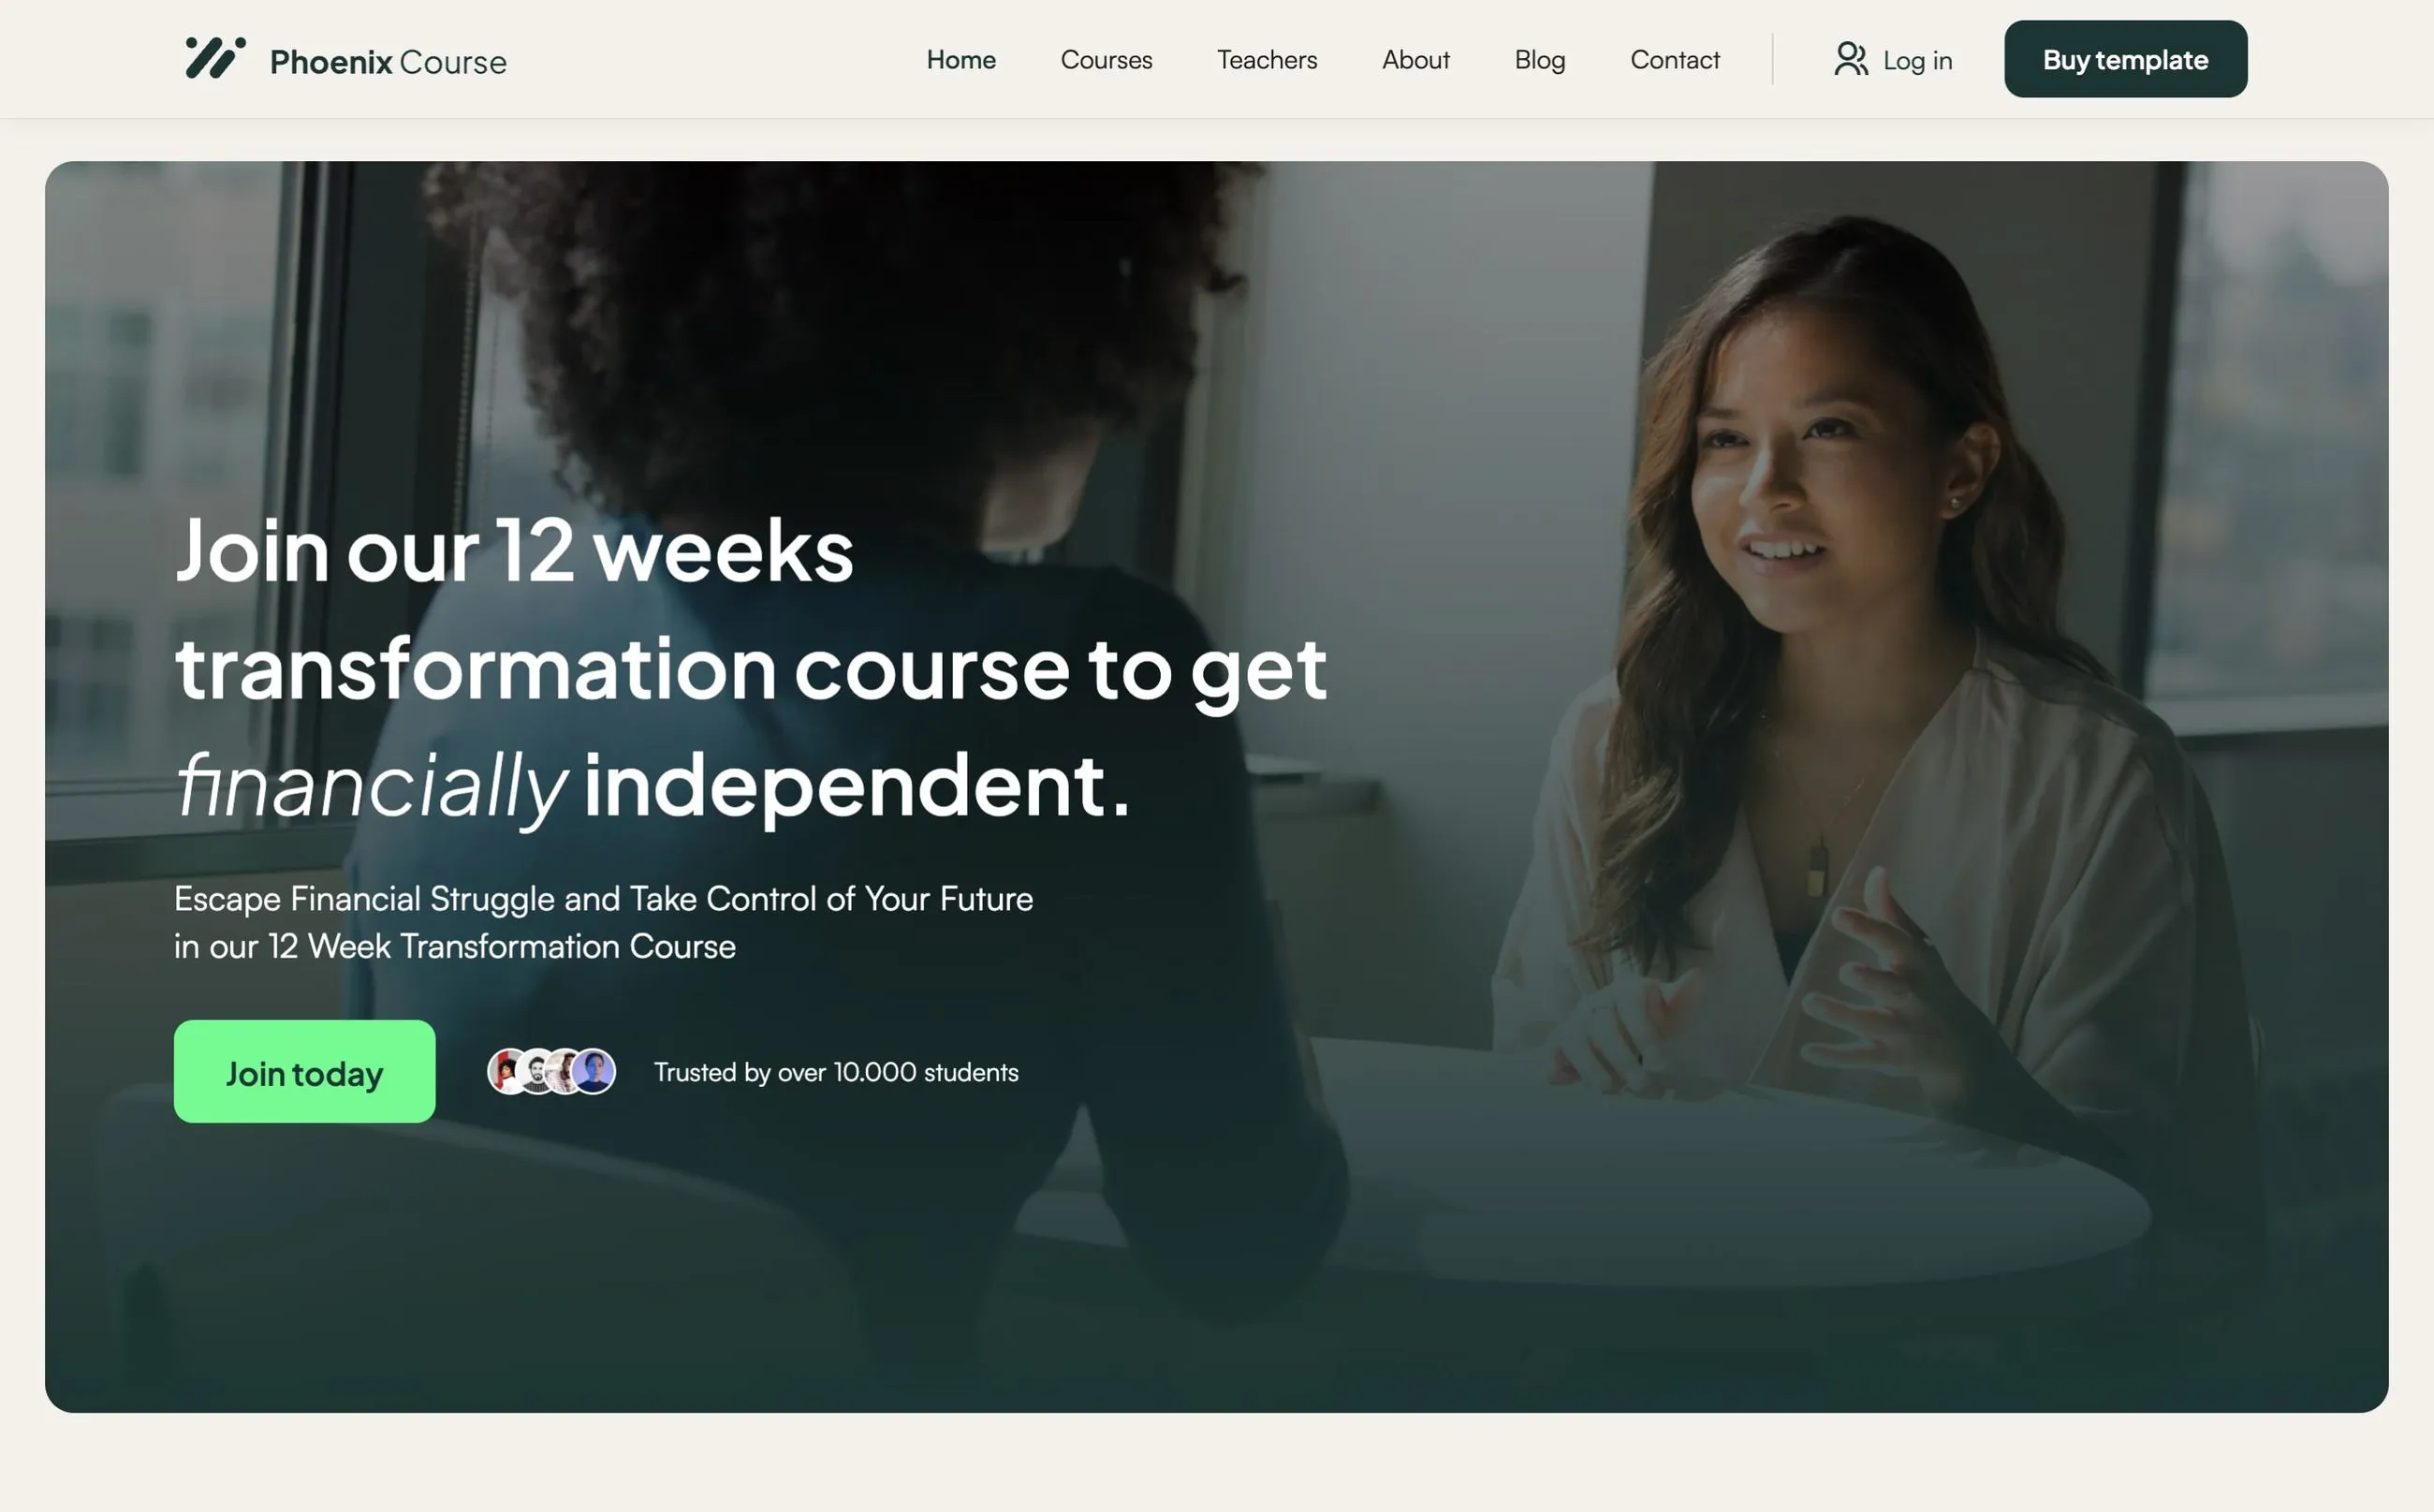 Phoenix Course
Home
Courses
Teachers
About
Blog
Contact
Log in
Buy template
Join our 12 weeks
transformation course to get
financially independent.
Escape Financial Struggle and Take Control of Your Future
in our 12 Week Transformation Course
Join today
Trusted by over 10.000 students